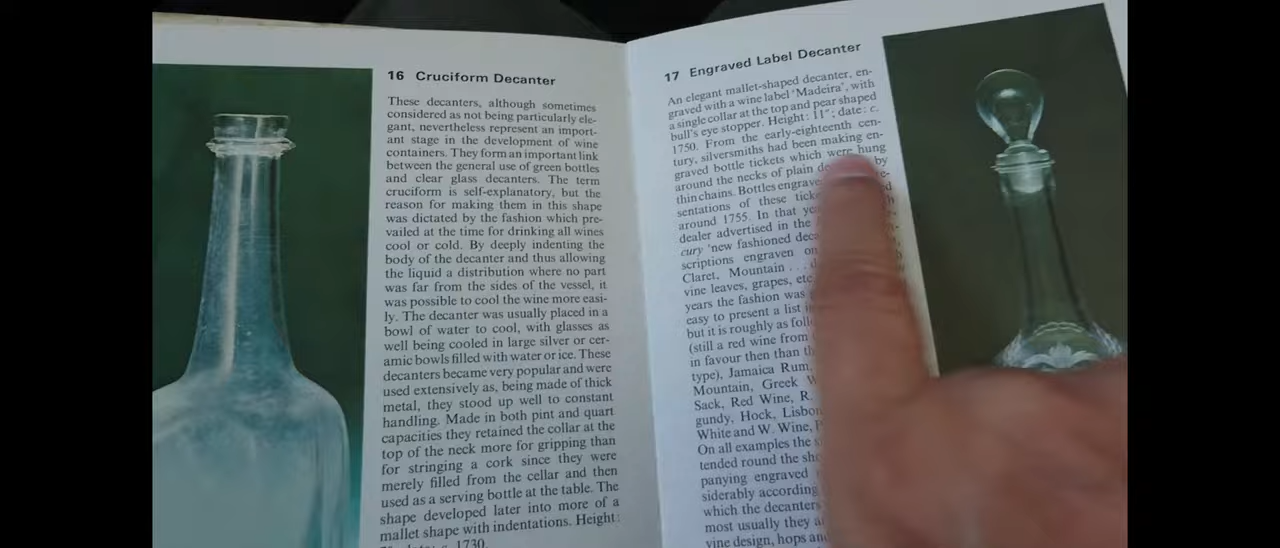 16 Cruciform Decanter
These decanters, although sometimes
considered as not being particularly ele-
gant, nevertheless represent an import-
ant stage in the development of wine
containers. They form an important link
between the general use of green bottles
and clear glass decanters. The term
cruciform is self-explanatory, but the
reason for making them in this shape
was dictated by the fashion which pre-
vailed at the time for drinking all wines
cool or cold. By deeply indenting the
body of the decanter and thus allowing
the liquid a distribution where no part
was far from the sides of the vessel, it
was possible to cool the wine more easi-
ly. The decanter was usually placed in a
bowl of water to cool, with glasses as
well being cooled in large silver or cer-
amic bowls filled with water or ice. These
decanters became very popular and were
used extensively as, being made of thick
metal, they stood up well to constant
handling. Made in both pint and quart
capacities they retained the collar at the
top of the neck more for gripping than
for stringing a cork since they were
merely filled from the cellar and then
used as a serving bottle at the table. The
shape developed later into more of a
mallet shape with indentations. Height:
1730.
17 Engraved Label Decanter
An elegant mallet-shaped decanter, en-
graved with a wine label 'Madeira', with
a single collar at the top and pear shaped
bull's eye stopper. Height: 11"; date: c.
1750. From the early-eighteenth cen-
tury, silversmiths had been making en-
graved bottle tickets which were hung
around the necks of plain by
thin chains. Bottles
sentations of these
around 1755. In that
dealer advertised in the
cury 'new fashioned
scriptions engraven
Claret, Mountain . . .
vine leaves, grapes,
years the fashion was
easy to present a list
but it is roughly as
(still a red wine from
in favour then than
type), Jamaica Rum,
Mountain, Greek
Sack, Red Wine, R.
gundy, Hock,
White and W. Wine,
On all examples the
tended round the
panying engraved
siderably according
which the decanters
most usually they
vine design, hops